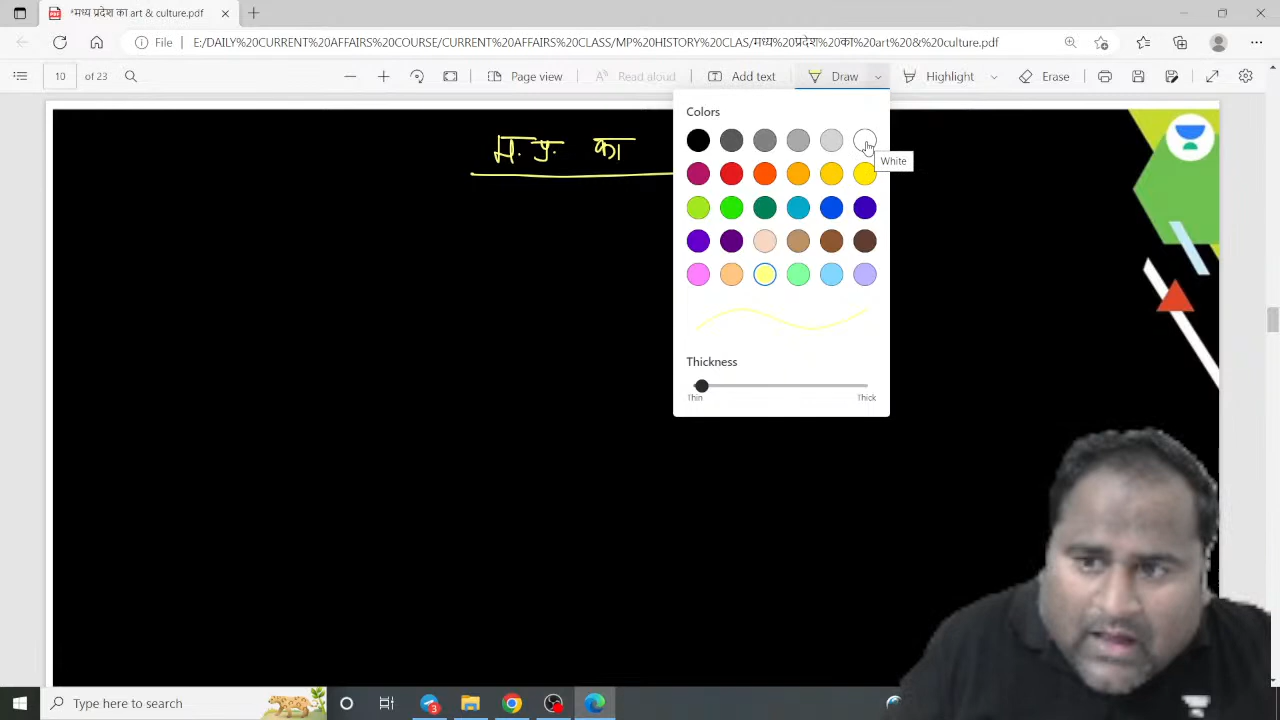 *मध्य प्रदेश का art & culture.pdf
File E:/DAILY%20CURRENT%20AFFAIRS%20COURSE/CURRENT%20AFFAIRS%20CLASS/MP%20HISTORY%20CLAS/मध्य%20प्रदेश%20का%20art%20&%20culture.pdf
10 of 23 Page view Read aloud Add text Draw Highlight Erase
Colors
म. प्र. का
White
Thickness
Thin Thick
Type here to search 3